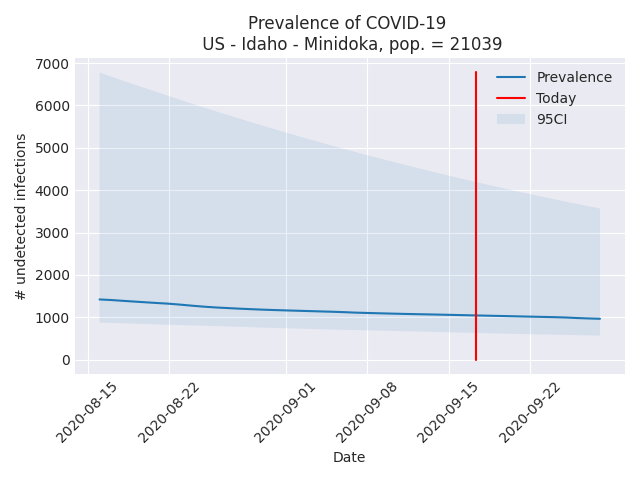 Prevalence of COVID-19
US - Idaho - Minidoka, pop. = 21039
Prevalence
Today
95CI
7000
6000
5000
4000
3000
2000
1000
0
# undetected infections
2020-08-15
2020-08-22
2020-09-01
2020-09-08
2020-09-15
2020-09-22
Date